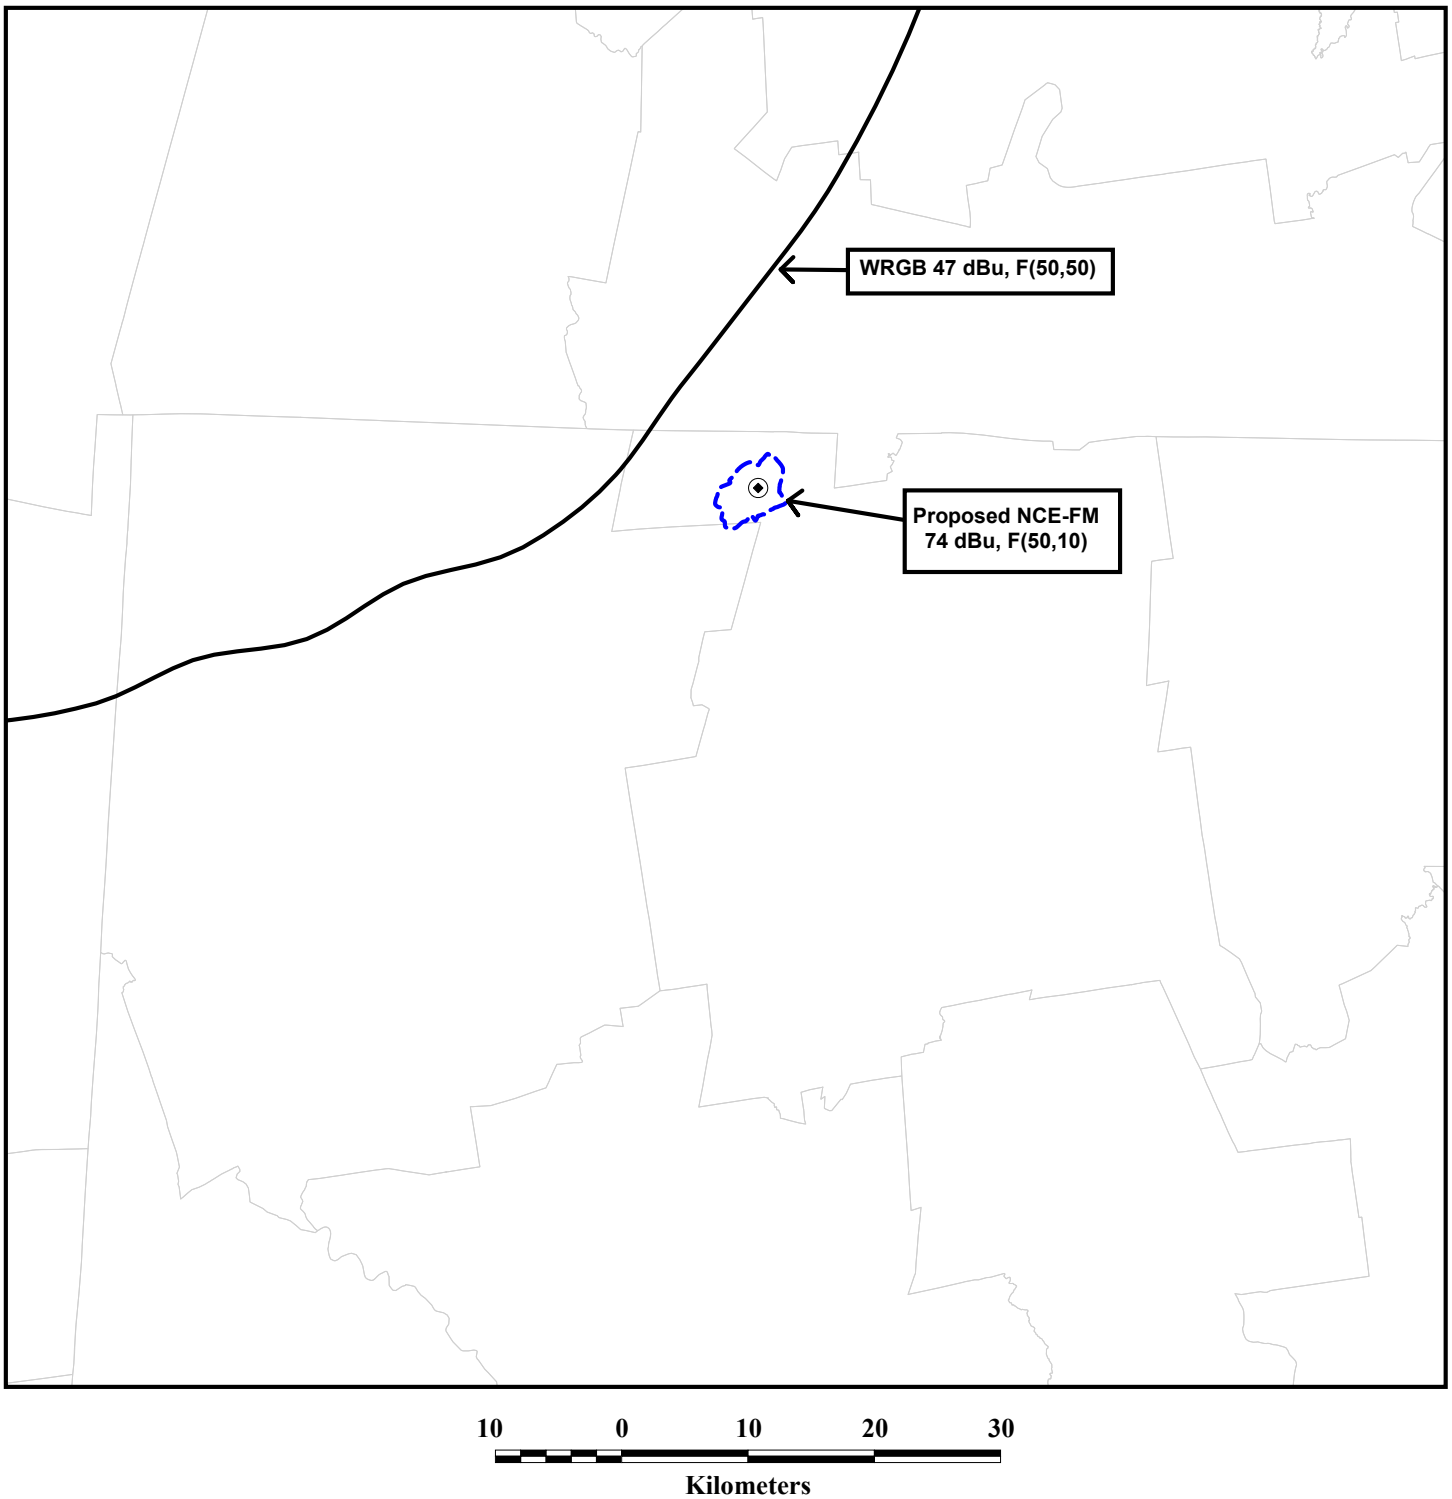 WRGB 47 dBu, F(50,50)
Proposed NCE-FM
74 dBu, F(50,10)
10 0 10 20 30
Kilometers